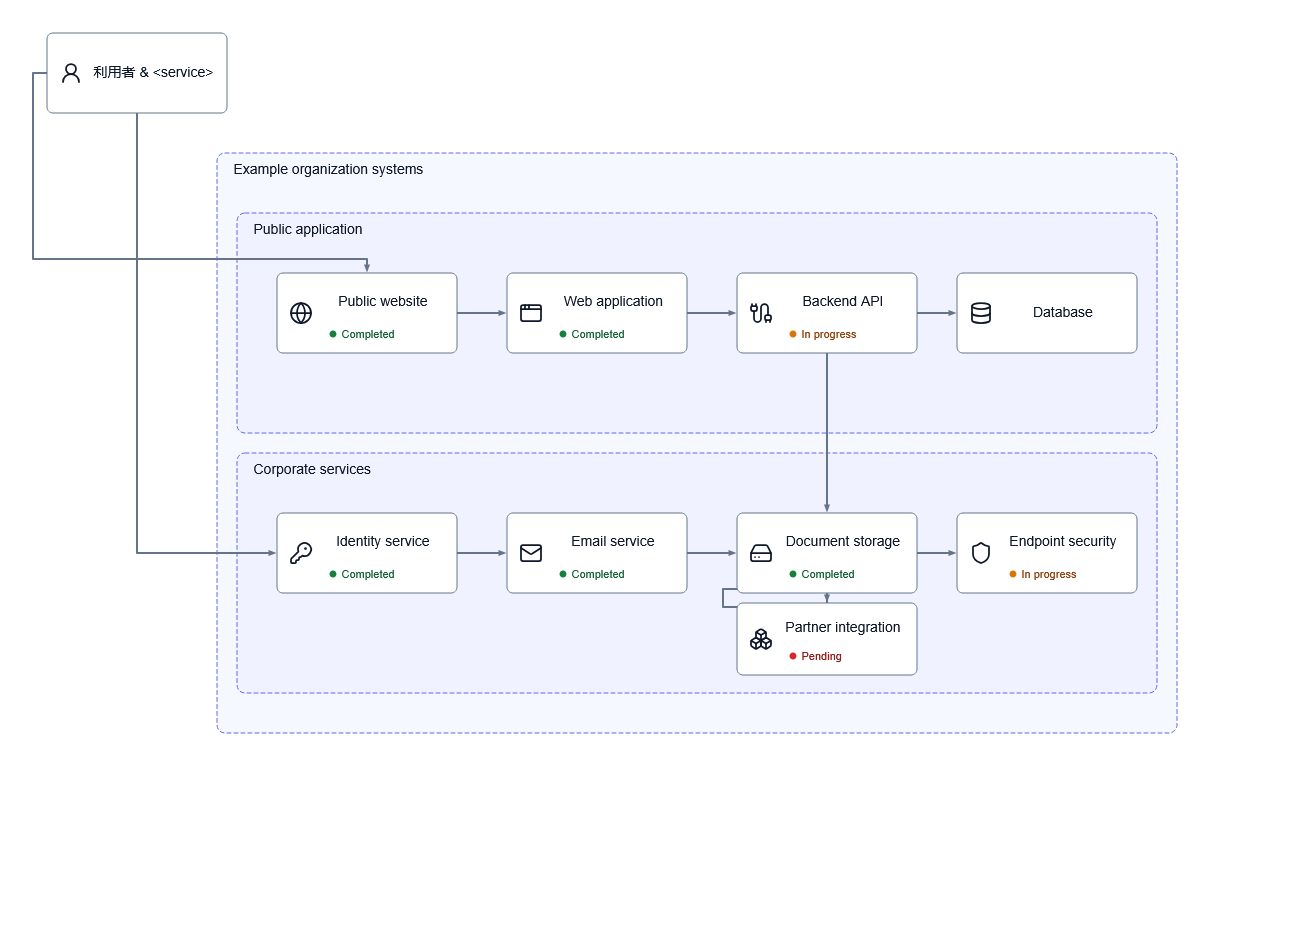 利用者 & <service>
Example organization systems
Public application
Public website
Completed
Web application
Completed
Backend API
In progress
Database
Corporate services
Identity service
Completed
Email service
Completed
Document storage
Completed
Endpoint security
In progress
Partner integration
Pending